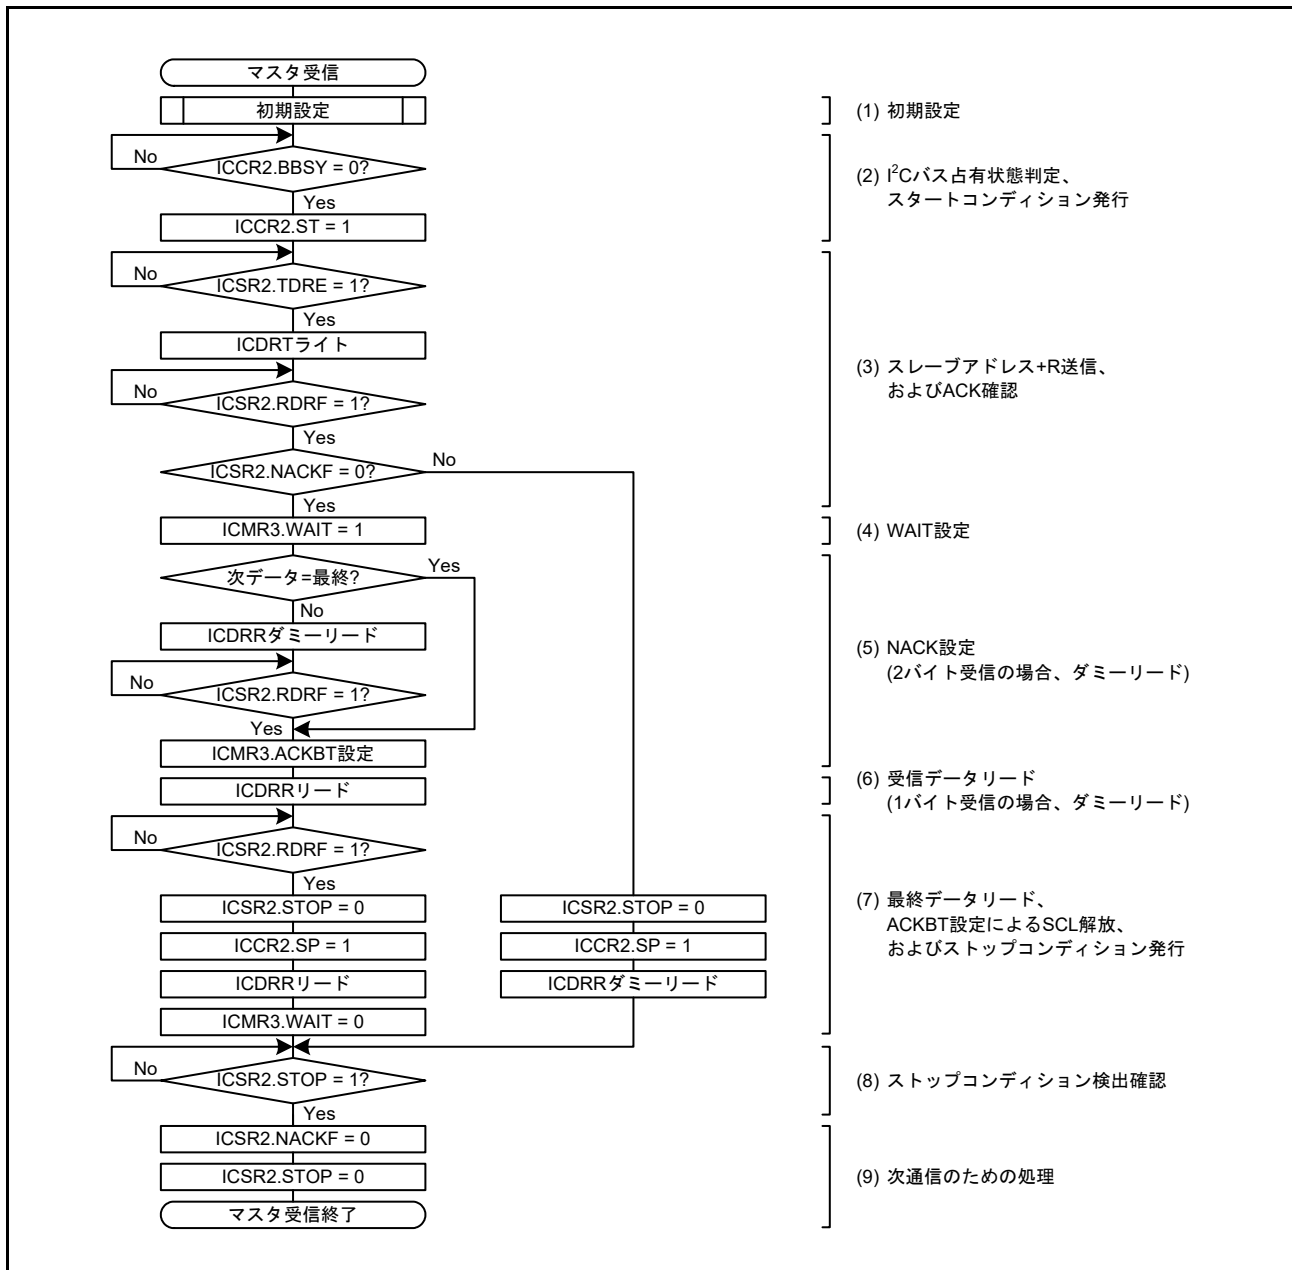 マスタ受信
初期設定
(1) 初期設定
No
ICCR2.BBSY = 0?
Yes
ICCR2.ST = 1
(2) I²Cバス占有状態判定、
スタートコンディション発行
No
ICSR2.TDRE = 1?
Yes
ICDRTライト
No
ICSR2.RDRF = 1?
Yes
ICSR2.NACKF = 0?
No
Yes
(3) スレーブアドレス+R送信、
およびACK確認
ICMR3.WAIT = 1
(4) WAIT設定
次データ=最終?
Yes
No
ICDRRダミーリード
No
ICSR2.RDRF = 1?
Yes
ICMR3.ACKBT設定
(5) NACK設定
(2バイト受信の場合、ダミーリード)
ICDRRリード
(6) 受信データリード
(1バイト受信の場合、ダミーリード)
No
ICSR2.RDRF = 1?
Yes
ICSR2.STOP = 0
ICCR2.SP = 1
ICDRRリード
ICMR3.WAIT = 0
ICSR2.STOP = 0
ICCR2.SP = 1
ICDRRダミーリード
(7) 最終データリード、
ACKBT設定によるSCL解放、
およびストップコンディション発行
No
ICSR2.STOP = 1?
Yes
(8) ストップコンディション検出確認
ICSR2.NACKF = 0
ICSR2.STOP = 0
マスタ受信終了
(9) 次通信のための処理